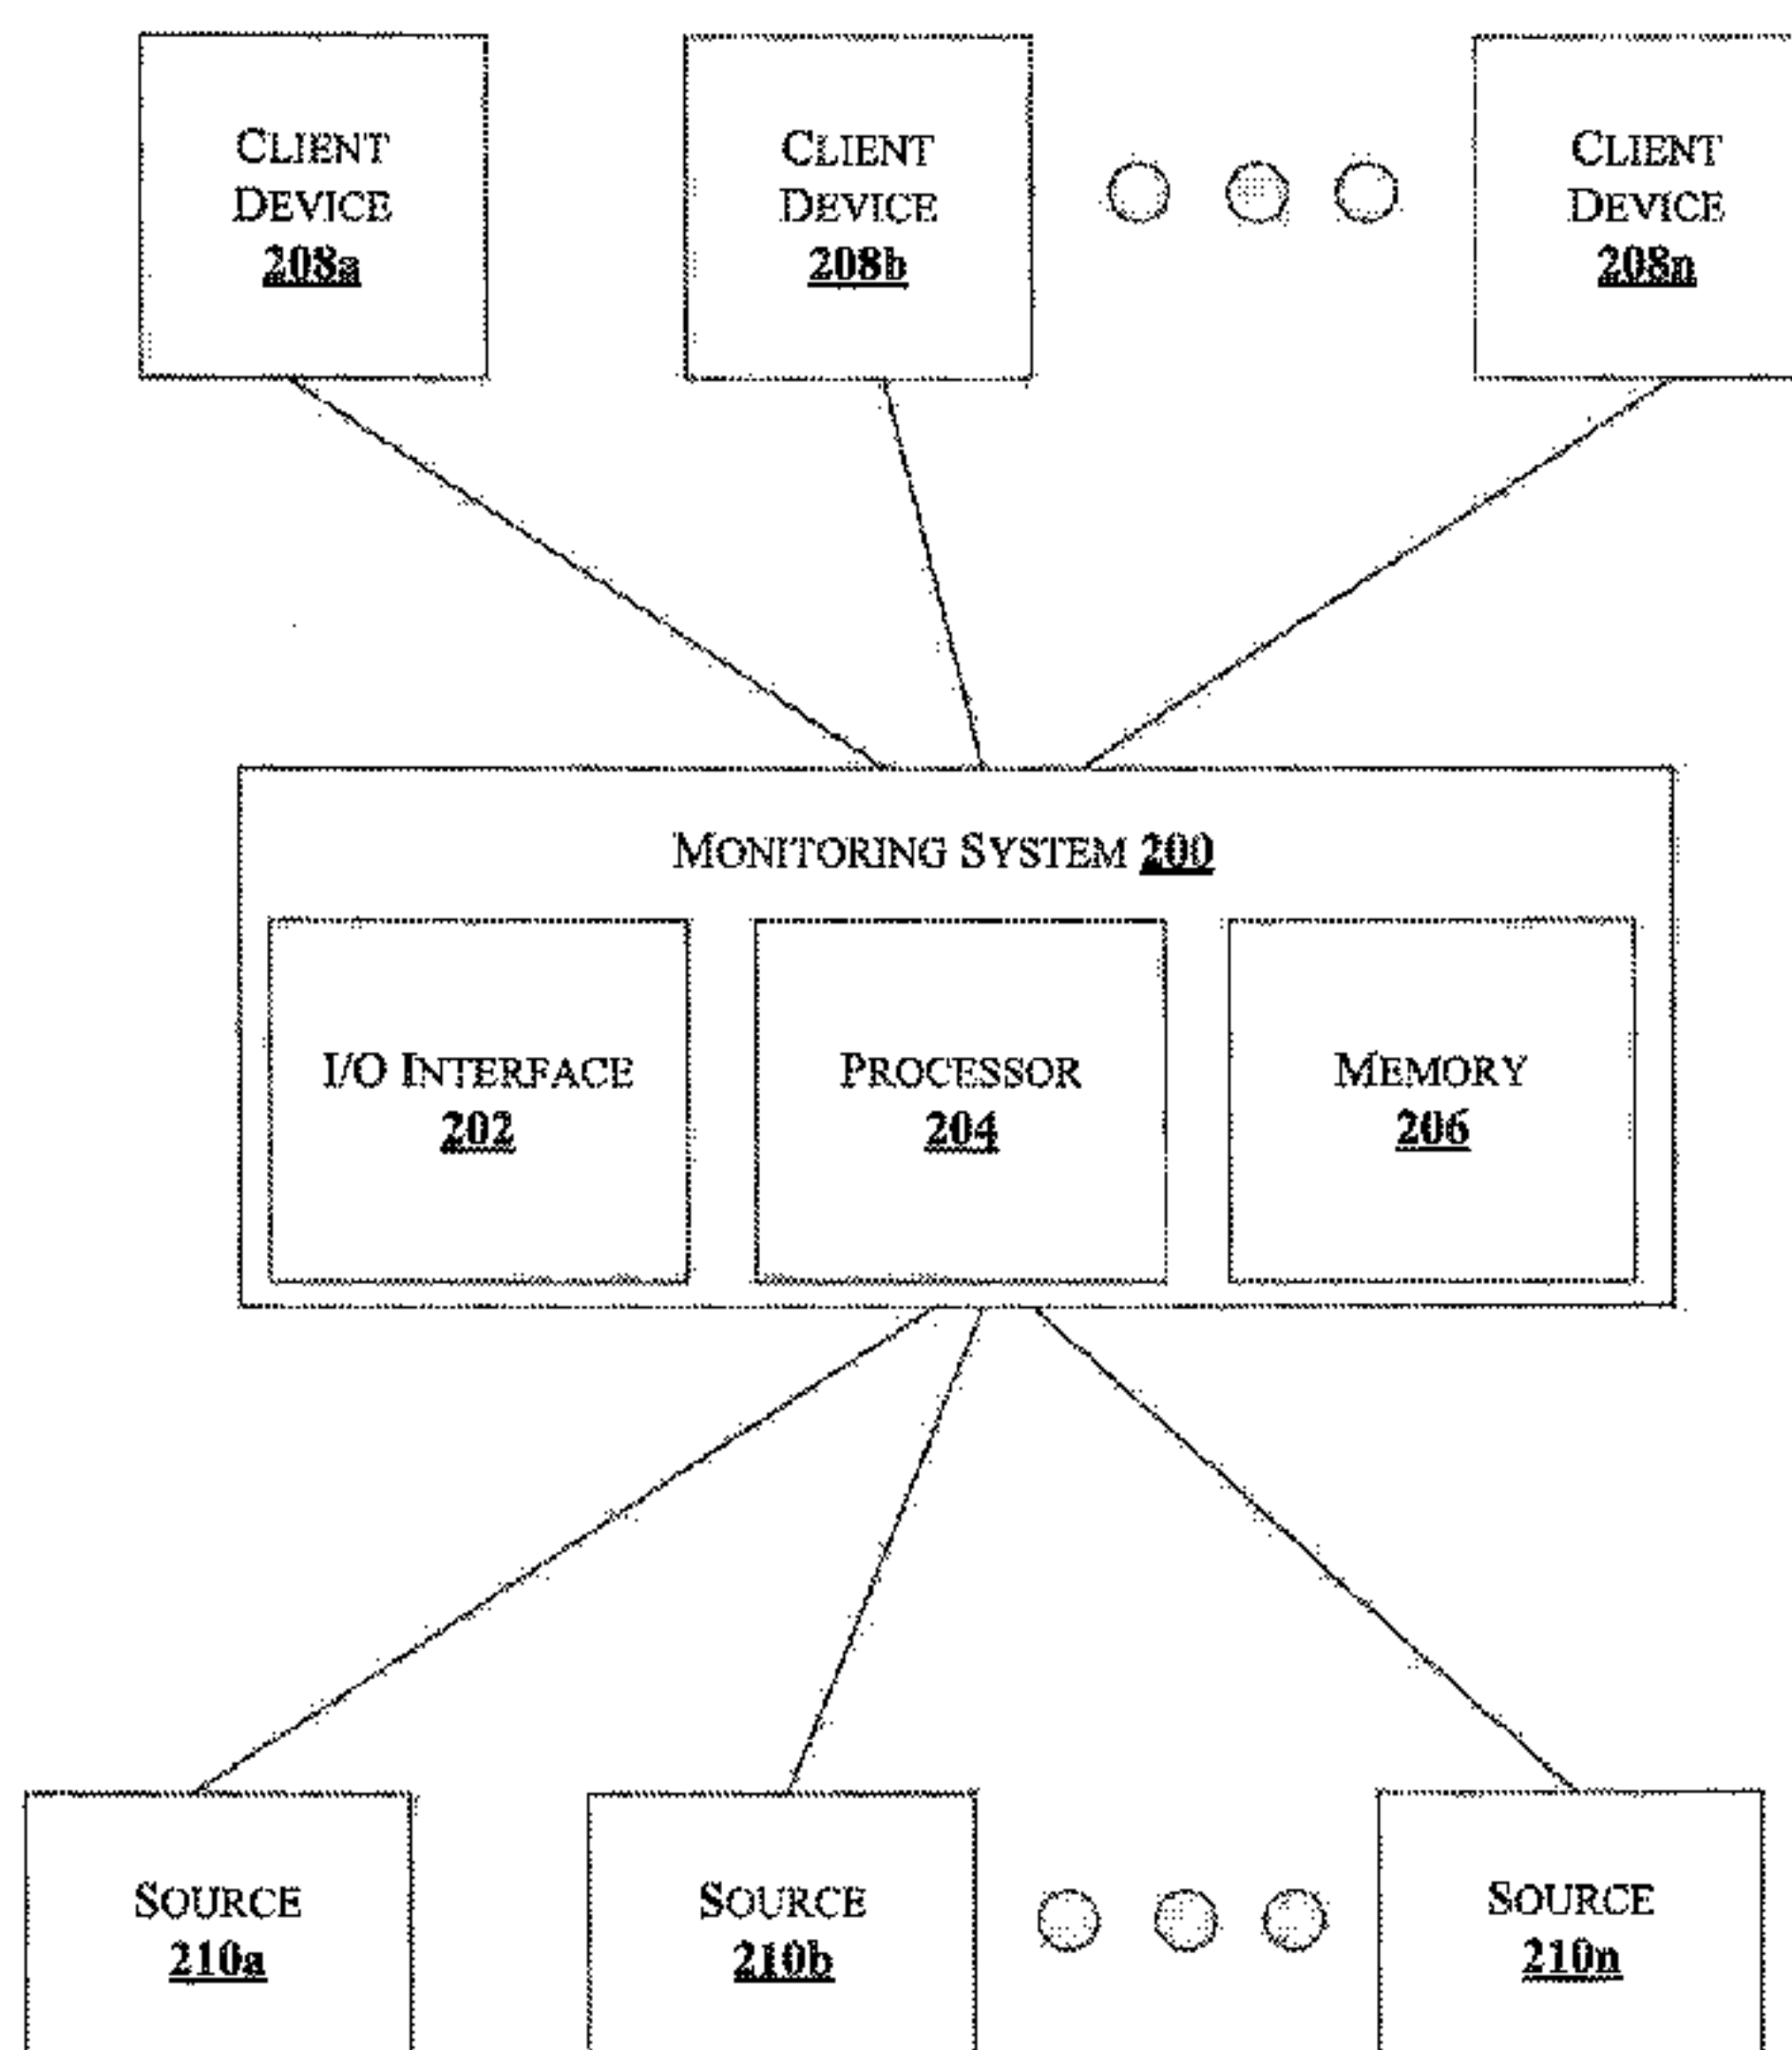 CLIENT CLIENT CLIENT
DEVICE DEVICE DEVICE
208a 208b 208n
MONITORING SYSTEM 200
I/O INTERFACE PROCESSOR MEMORY
202 204 206
SOURCE SOURCE SOURCE
210a 210b 210n